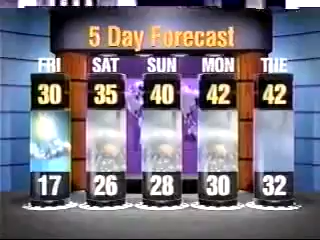 5 Day Forecast
FRI SAT SUN MON TUE
30 35 40 42 42
17 26 28 30 32